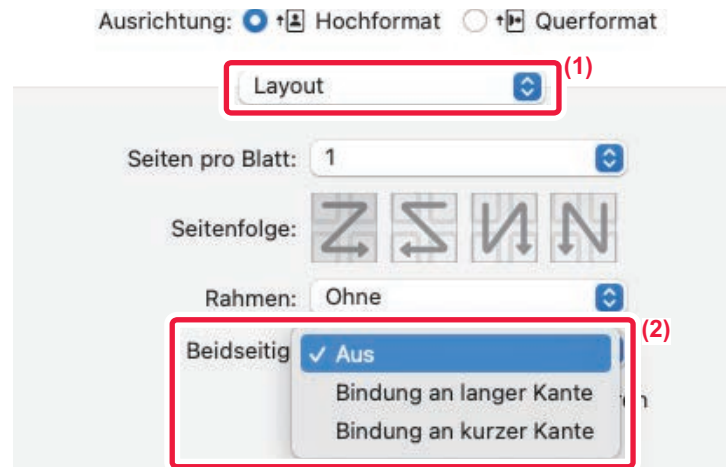 Ausrichtung: Hochformat Querformat
(1)
Layout
Seiten pro Blatt: 1
Seitenfolge:
Rahmen: Ohne
(2)
Beidseitig ✓ Aus
Bindung an langer Kante
Bindung an kurzer Kante